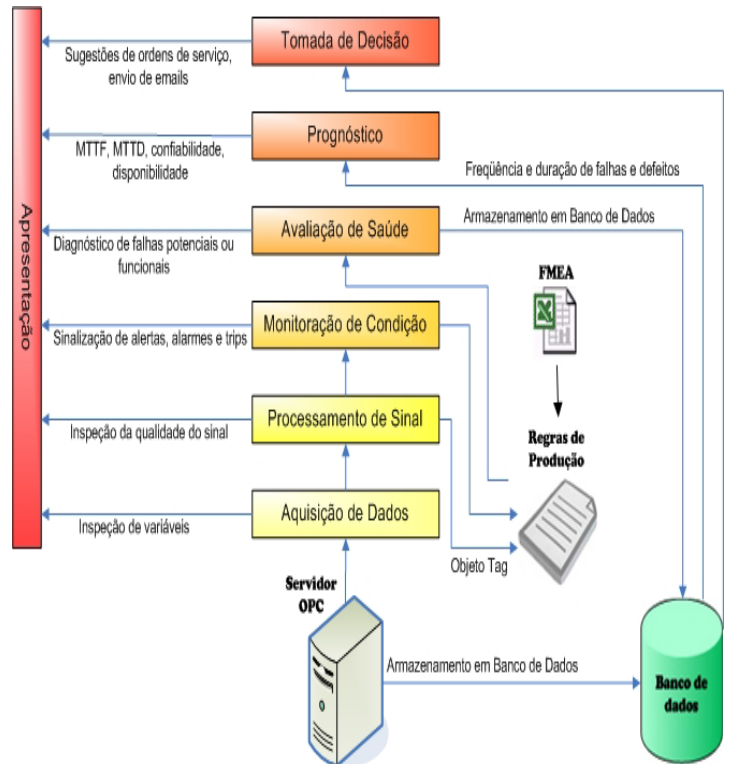 Tomada de Decisão
Sugestões de ordens de serviço,
envio de emails
Prognóstico
MTTF, MTTD, confiabilidade,
disponibilidade
Freqüência e duração de falhas e defeitos
Apresentação
Avaliação de Saúde
Armazenamento em Banco de Dados
Diagnóstico de falhas potenciais ou
funcionais
FMEA
Monitoração de Condição
Sinalização de alertas, alarmes e trips
Processamento de Sinal
Inspeção da qualidade do sinal
Regras de
Produção
Aquisição de Dados
Inspeção de variáveis
Objeto Tag
Servidor
OPC
Armazenamento em Banco de Dados
Banco de
dados